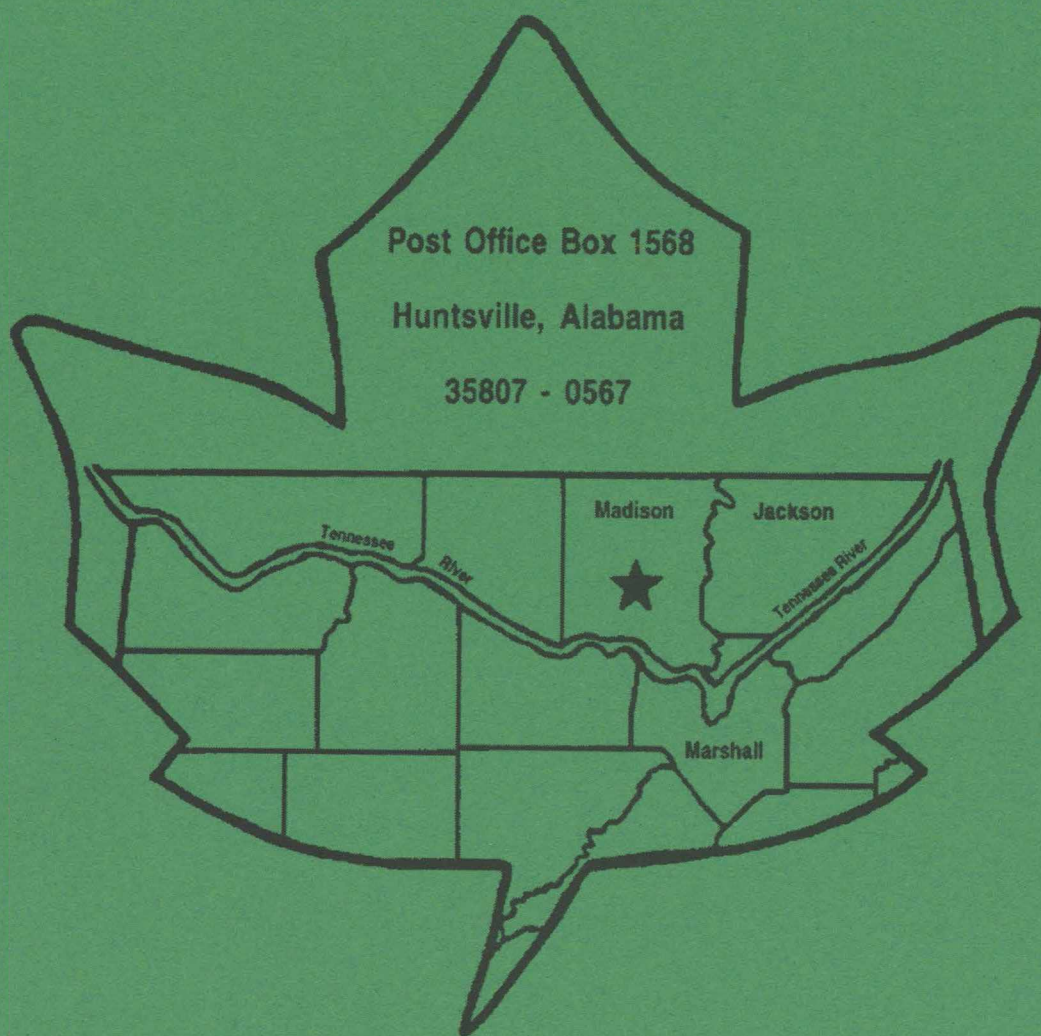 Post Office Box 1568
Huntsville, Alabama
35807 - 0567
Madison
Jackson
Tennessee
River
Tennessee River
Marshall